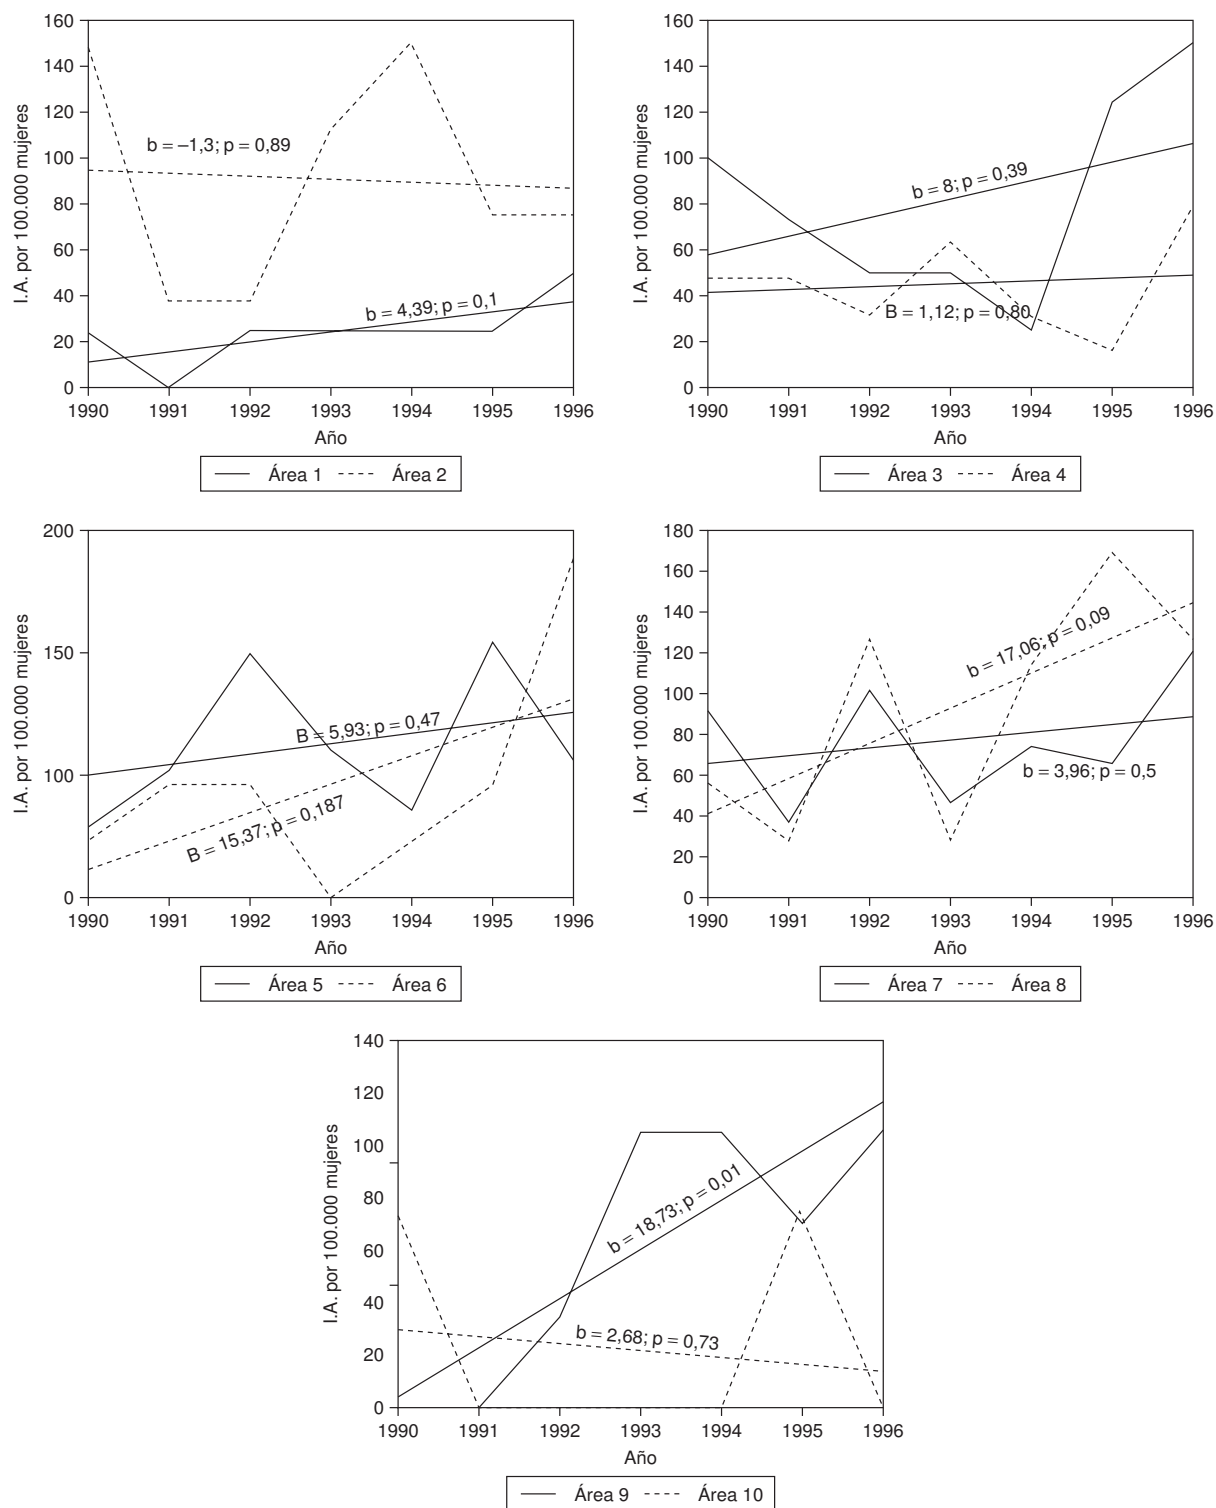 I.A. por 100.000 mujeres
160
140
120
100
80
60
40
20
0
b = –1,3; p = 0,89
b = 4,39; p = 0,1
1990 1991 1992 1993 1994 1995 1996
Año
Área 1 Área 2
I.A. por 100.000 mujeres
160
140
120
100
80
60
40
20
0
b = 8; p = 0,39
B = 1,12; p = 0,80
1990 1991 1992 1993 1994 1995 1996
Año
Área 3 Área 4
I.A. por 100.000 mujeres
200
150
100
0
B = 5,93; p = 0,47
B = 15,37; p = 0,187
1990 1991 1992 1993 1994 1995 1996
Año
Área 5 Área 6
I.A. por 100.000 mujeres
180
160
140
120
100
80
60
40
20
0
b = 17,06; p = 0,09
b = 3,96; p = 0,5
1990 1991 1992 1993 1994 1995 1996
Año
Área 7 Área 8
I.A. por 100.000 mujeres
140
120
100
80
60
40
20
0
b = 18,73; p = 0,01
b = 2,68; p = 0,73
1990 1991 1992 1993 1994 1995 1996
Año
Área 9 Área 10